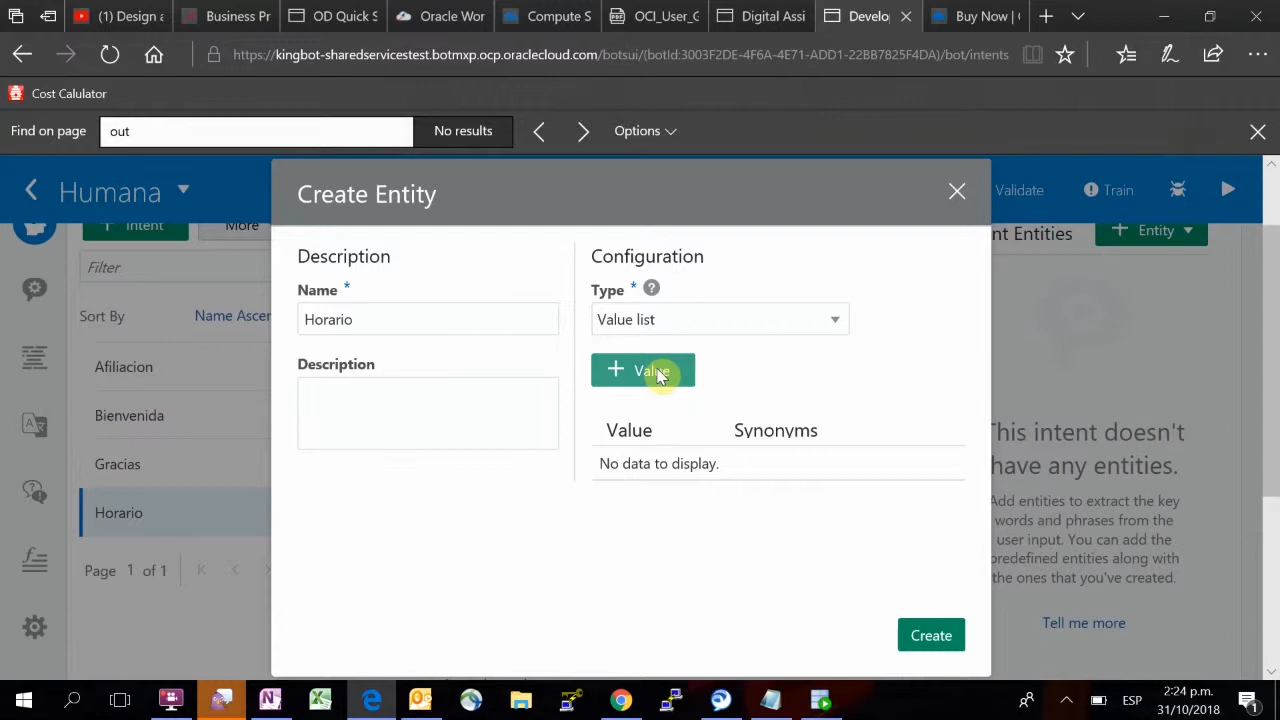 (1) Design a
Business Pr
OD Quick S
Oracle Wor
Compute S
OCI_User_G
Digital Assi
Develo
Buy Now | (
https://kingbot-sharedservicestest.botmxp.ocp.oraclecloud.com/botsui/(botId:3003F2DD-4F6A-4E71-ADD1-22BB7825F4DA)/bot/intents
Cost Calulator
Find on page
out
No results
Options
Humana
Validate
Train
Intent
More
Filter
Sort By
Name Ascer
Afiliacion
Bienvenida
Gracias
Horario
Page 1 of 1
Create Entity
Description
Name *
Horario
Description
Configuration
Type * ?
Value list
+ Value
Value
Synonyms
No data to display.
Create
nt Entities
+ Entity
This intent doesn't
have any entities.
Add entities to extract the key
words and phrases from the
user input. You can add the
predefined entities along with
the ones that you've created.
Tell me more
ESP
2:24 p.m.
31/10/2018
1